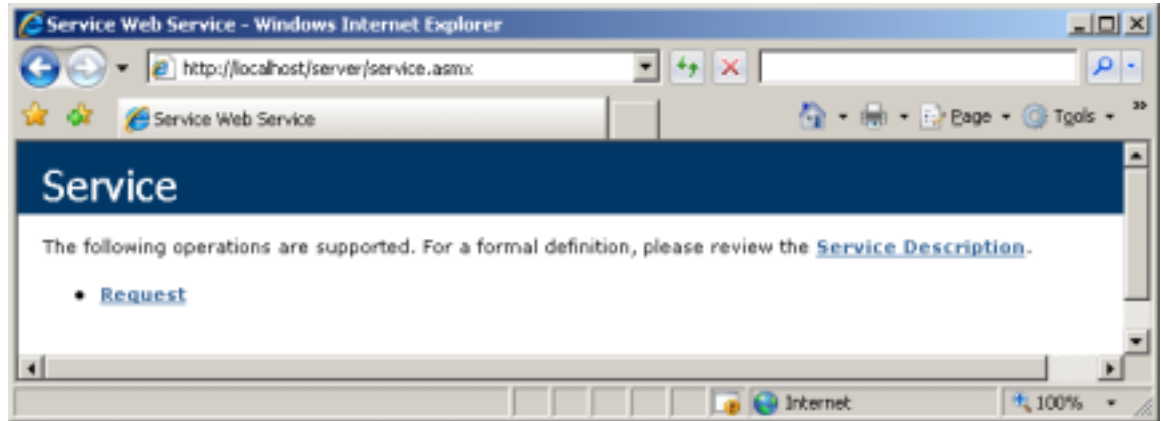 Service Web Service - Windows Internet Explorer
http://localhost/server/service.asmx
Service Web Service
Page Tools
Service
The following operations are supported. For a formal definition, please review the Service Description.
Request
Internet 100%